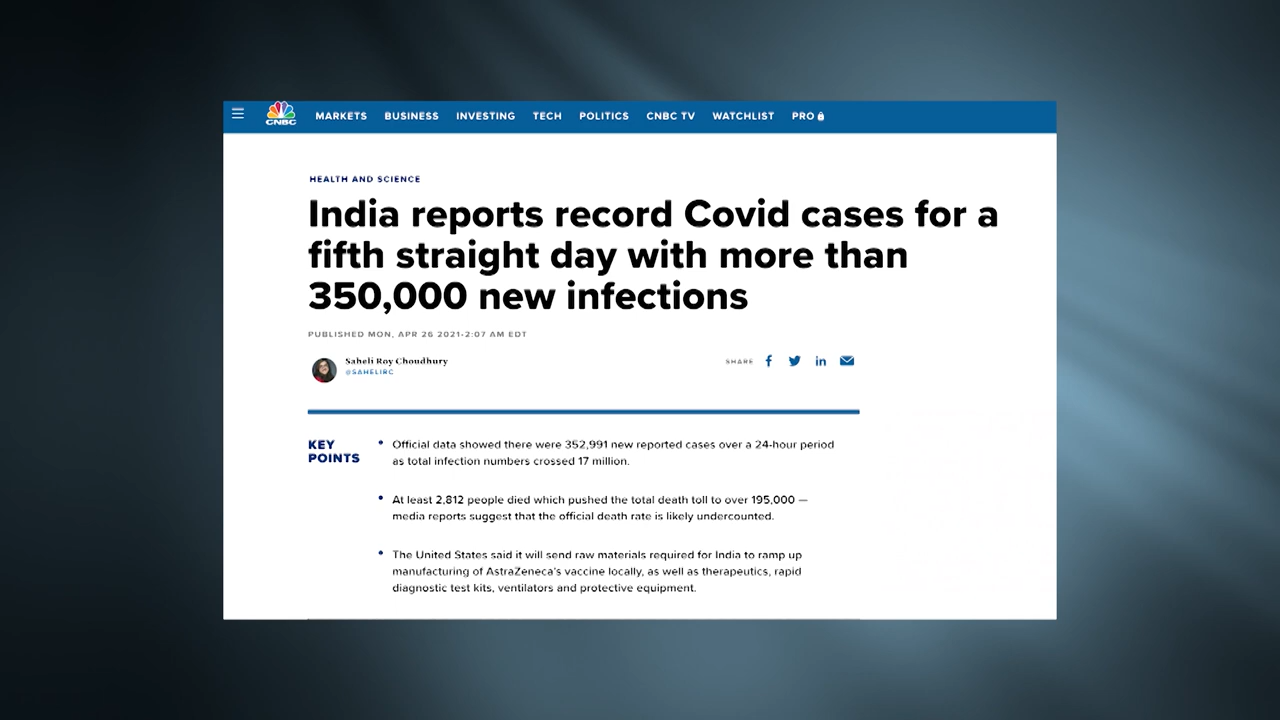 CNBC
MARKETS BUSINESS INVESTING TECH POLITICS CNBC TV WATCHLIST PRO
HEALTH AND SCIENCE
India reports record Covid cases for a
fifth straight day with more than
350,000 new infections
PUBLISHED MON, APR 26 2021-2:07 AM EDT
Saheli Roy Choudhury
@SAHELIRC
SHARE
KEY
POINTS
• Official data showed there were 352,991 new reported cases over a 24-hour period
as total infection numbers crossed 17 million.
• At least 2,812 people died which pushed the total death toll to over 195,000 —
media reports suggest that the official death rate is likely undercounted.
• The United States said it will send raw materials required for India to ramp up
manufacturing of AstraZeneca's vaccine locally, as well as therapeutics, rapid
diagnostic test kits, ventilators and protective equipment.